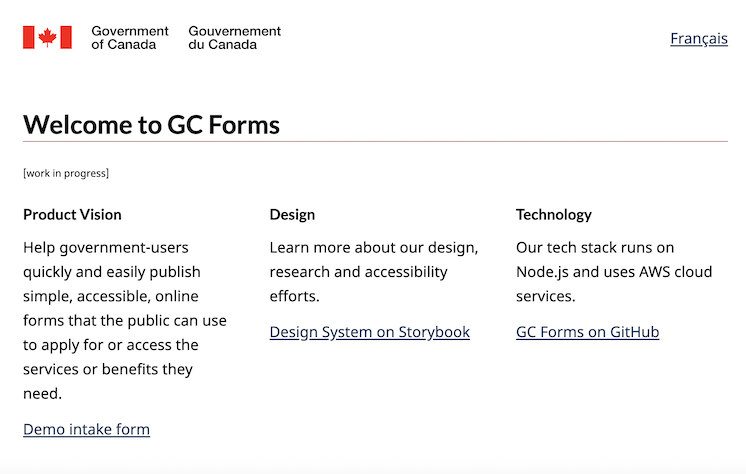 Government
of Canada
Gouvernement
du Canada
Français
Welcome to GC Forms
[work in progress]
Product Vision
Help government-users
quickly and easily publish
simple, accessible, online
forms that the public can use
to apply for or access the
services or benefits they
need.
Demo intake form
Design
Learn more about our design,
research and accessibility
efforts.
Design System on Storybook
Technology
Our tech stack runs on
Node.js and uses AWS cloud
services.
GC Forms on GitHub